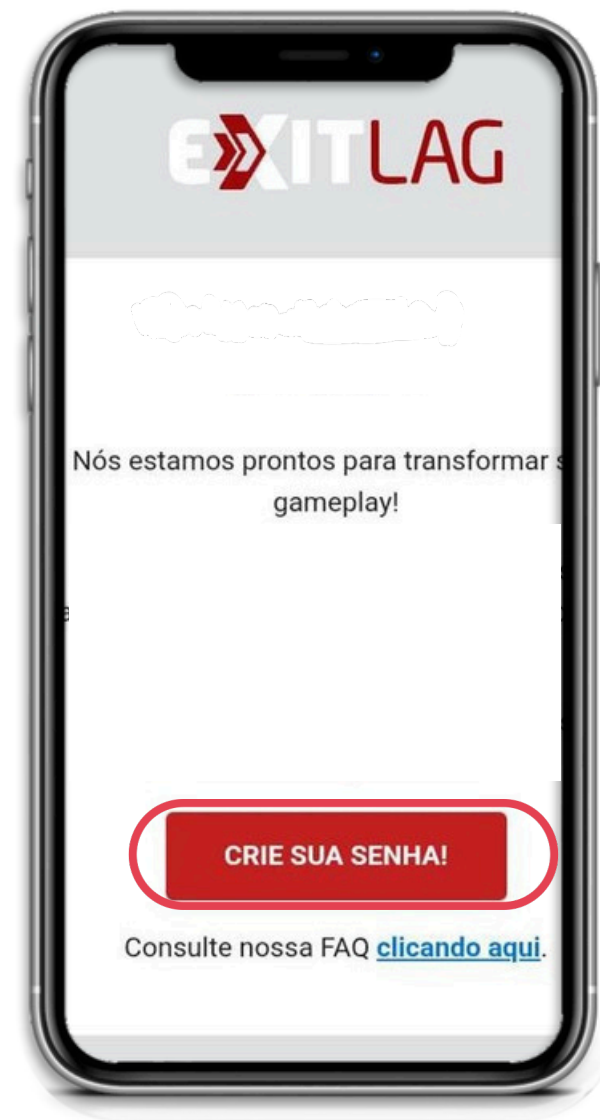 EXITLAG
Nós estamos prontos para transformar
gameplay!
CRIE SUA SENHA!
Consulte nossa FAQ clicando aqui.